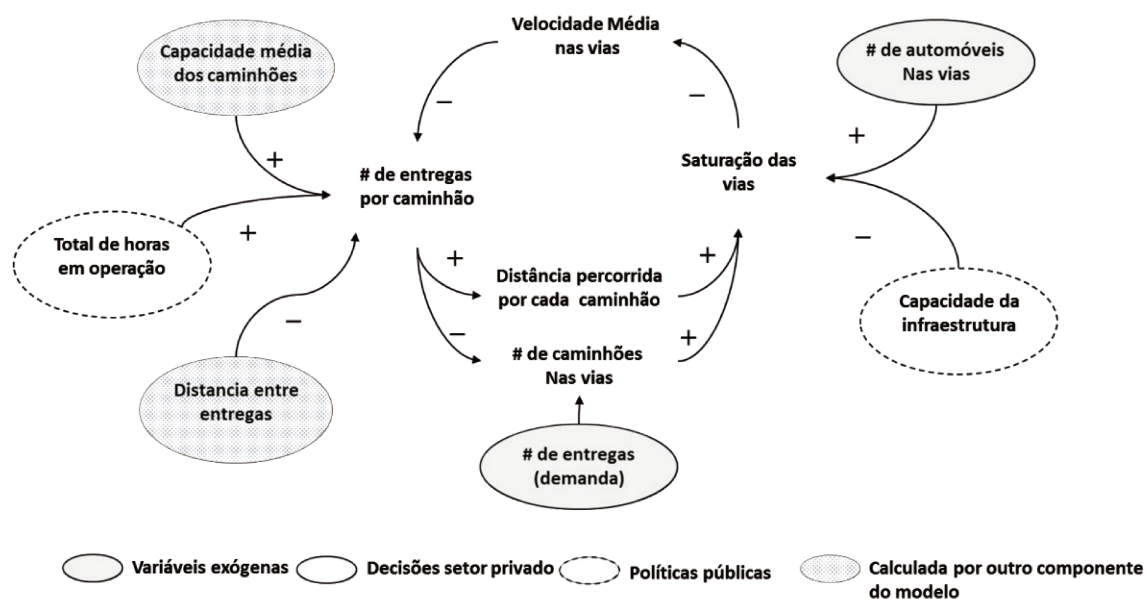 Velocidade Média
nas vias
Capacidade média
dos caminhões
# de automóveis
Nas vias
−
−
+
+
# de entregas
por caminhão
Saturação das
vias
Total de horas
em operação
+
−
+
+
Distância percorrida
por cada caminhão
Capacidade da
infraestrutura
−
−
+
# de caminhões
Nas vias
Distancia entre
entregas
# de entregas
(demanda)
Variáveis exógenas
Decisões setor privado
Políticas públicas
Calculada por outro componente
do modelo